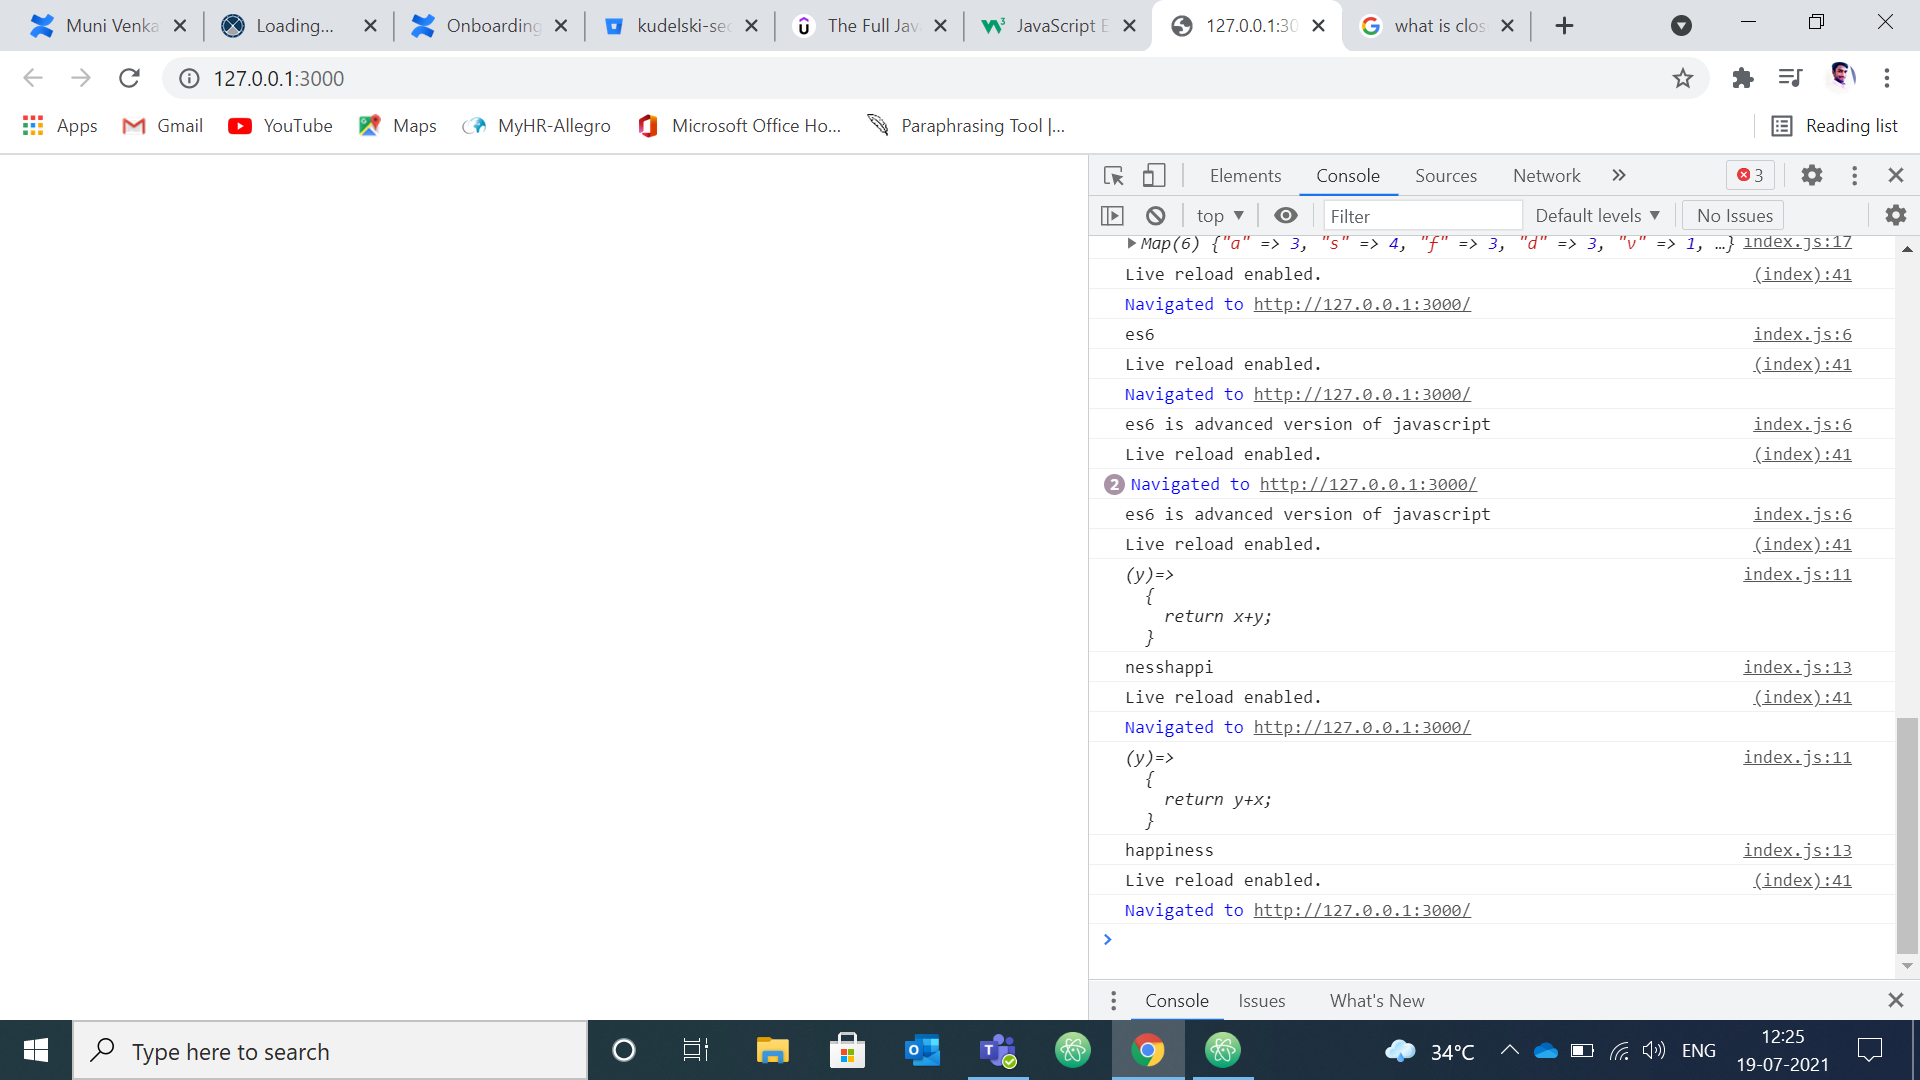 Muni Venka
Loading...
Onboarding
kudelski-sec
The Full Jav
JavaScript E
127.0.0.1:30
what is clos
127.0.0.1:3000
Apps
Gmail
YouTube
Maps
MyHR-Allegro
Microsoft Office Ho...
Paraphrasing Tool |...
Reading list
Elements
Console
Sources
Network
3
top
Filter
Default levels
No Issues
Map(6) {"a" => 3, "s" => 4, "f" => 3, "d" => 3, "v" => 1, …} index.js:17
Live reload enabled. (index):41
Navigated to http://127.0.0.1:3000/
es6 index.js:6
Live reload enabled. (index):41
Navigated to http://127.0.0.1:3000/
es6 is advanced version of javascript index.js:6
Live reload enabled. (index):41
2 Navigated to http://127.0.0.1:3000/
es6 is advanced version of javascript index.js:6
Live reload enabled. (index):41
(y)=> index.js:11
{
return x+y;
}
nesshappi index.js:13
Live reload enabled. (index):41
Navigated to http://127.0.0.1:3000/
(y)=> index.js:11
{
return y+x;
}
happiness index.js:13
Live reload enabled. (index):41
Navigated to http://127.0.0.1:3000/
Console
Issues
What's New
Type here to search
34°C
ENG
12:25
19-07-2021